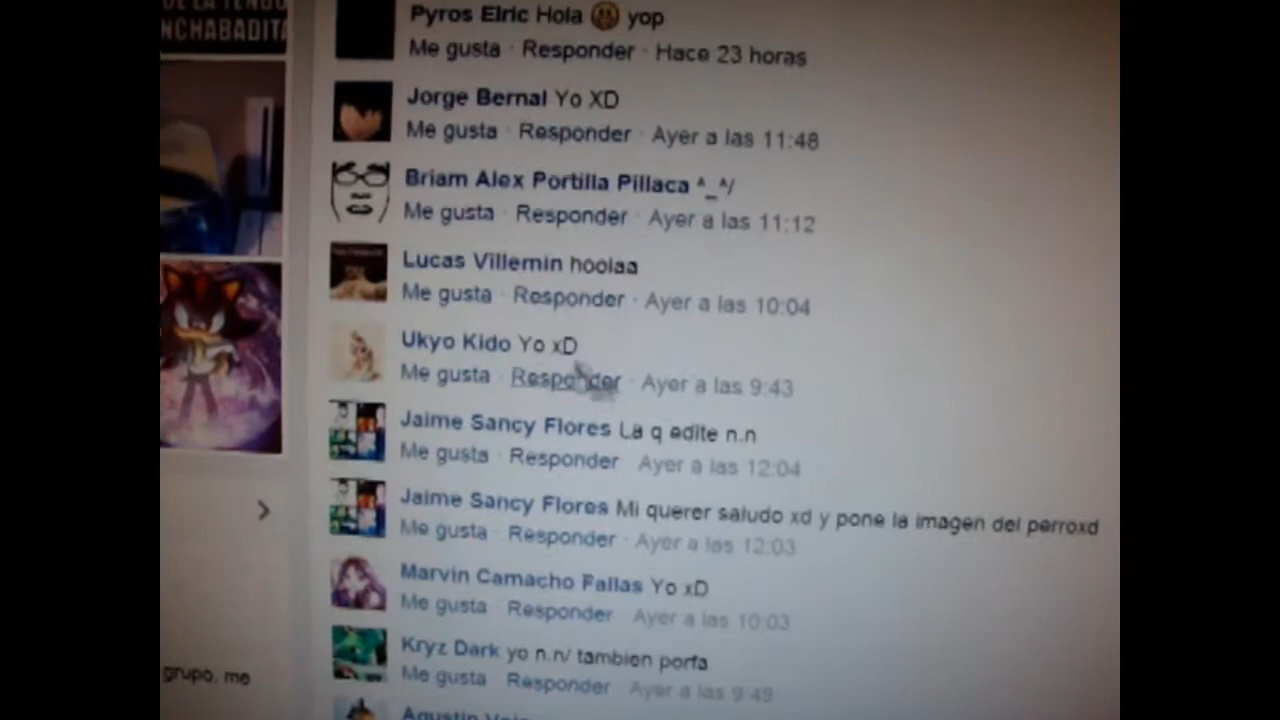 DE LA TENGO
NCHABADITA
Pyros Elric Hola yop
Me gusta · Responder · Hace 23 horas
Jorge Bernal Yo XD
Me gusta · Responder · Ayer a las 11:48
Briam Alex Portilla Pillaca ^_^/
Me gusta · Responder · Ayer a las 11:12
Lucas Villemin hoolaa
Me gusta · Responder · Ayer a las 10:04
Ukyo Kido Yo xD
Me gusta · Responder · Ayer a las 9:43
Jaime Sancy Flores La q edite n.n
Me gusta · Responder · Ayer a las 12:04
Jaime Sancy Flores Mi querer saludo xd y pone la imagen del perroxd
Me gusta · Responder · Ayer a las 12:03
Marvin Camacho Fallas Yo xD
Me gusta · Responder · Ayer a las 10:03
Kryz Dark yo n.n/ tambien porfa
Me gusta · Responder · Ayer a las 9:49
grupo, me
Agustin